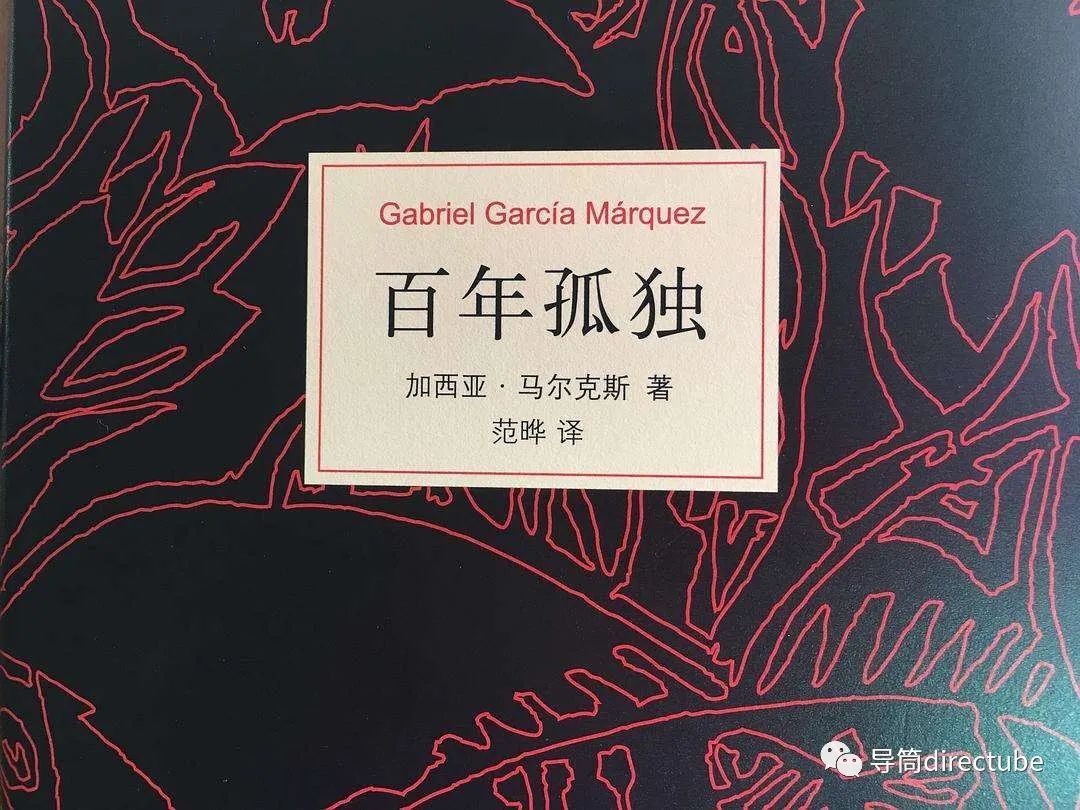 Gabriel García Márquez
百年孤独
加西亚·马尔克斯 著
范晔 译
导筒directube